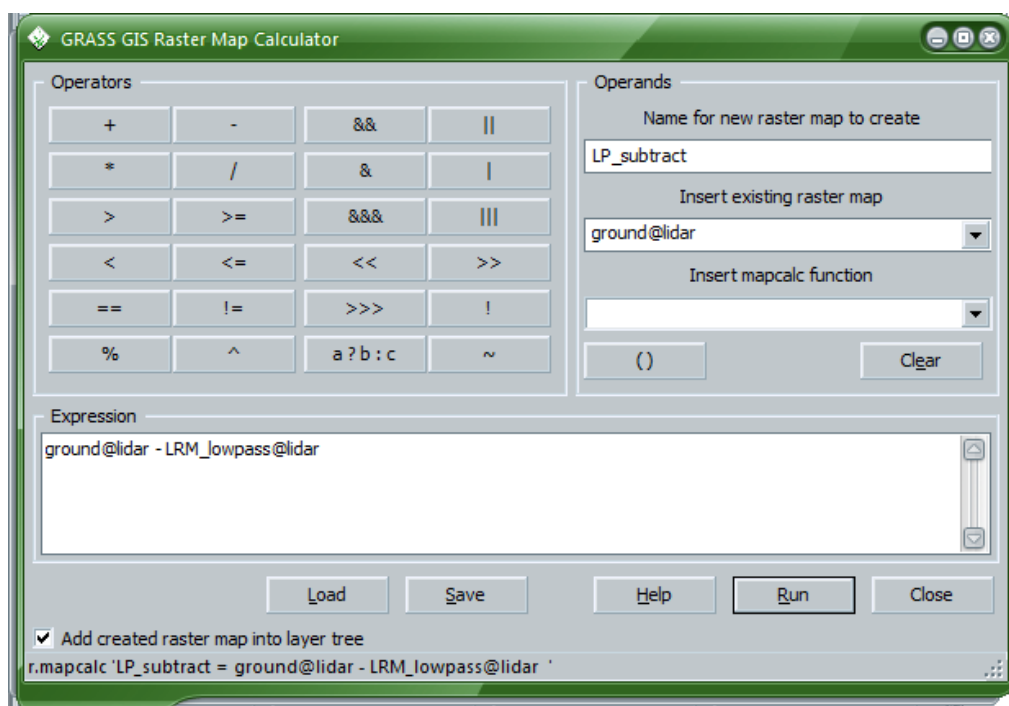 GRASS GIS Raster Map Calculator
Operators
+ - && ||
* / & |
> >= &&& |||
< <= << >>
== != >>> !
% ^ a?b:c ~
Operands
Name for new raster map to create
LP_subtract
Insert existing raster map
ground@lidar
Insert mapcalc function
()
Clear
Expression
ground@lidar - LRM_lowpass@lidar
Load Save Help Run Close
Add created raster map into layer tree
r.mapcalc 'LP_subtract = ground@lidar - LRM_lowpass@lidar '